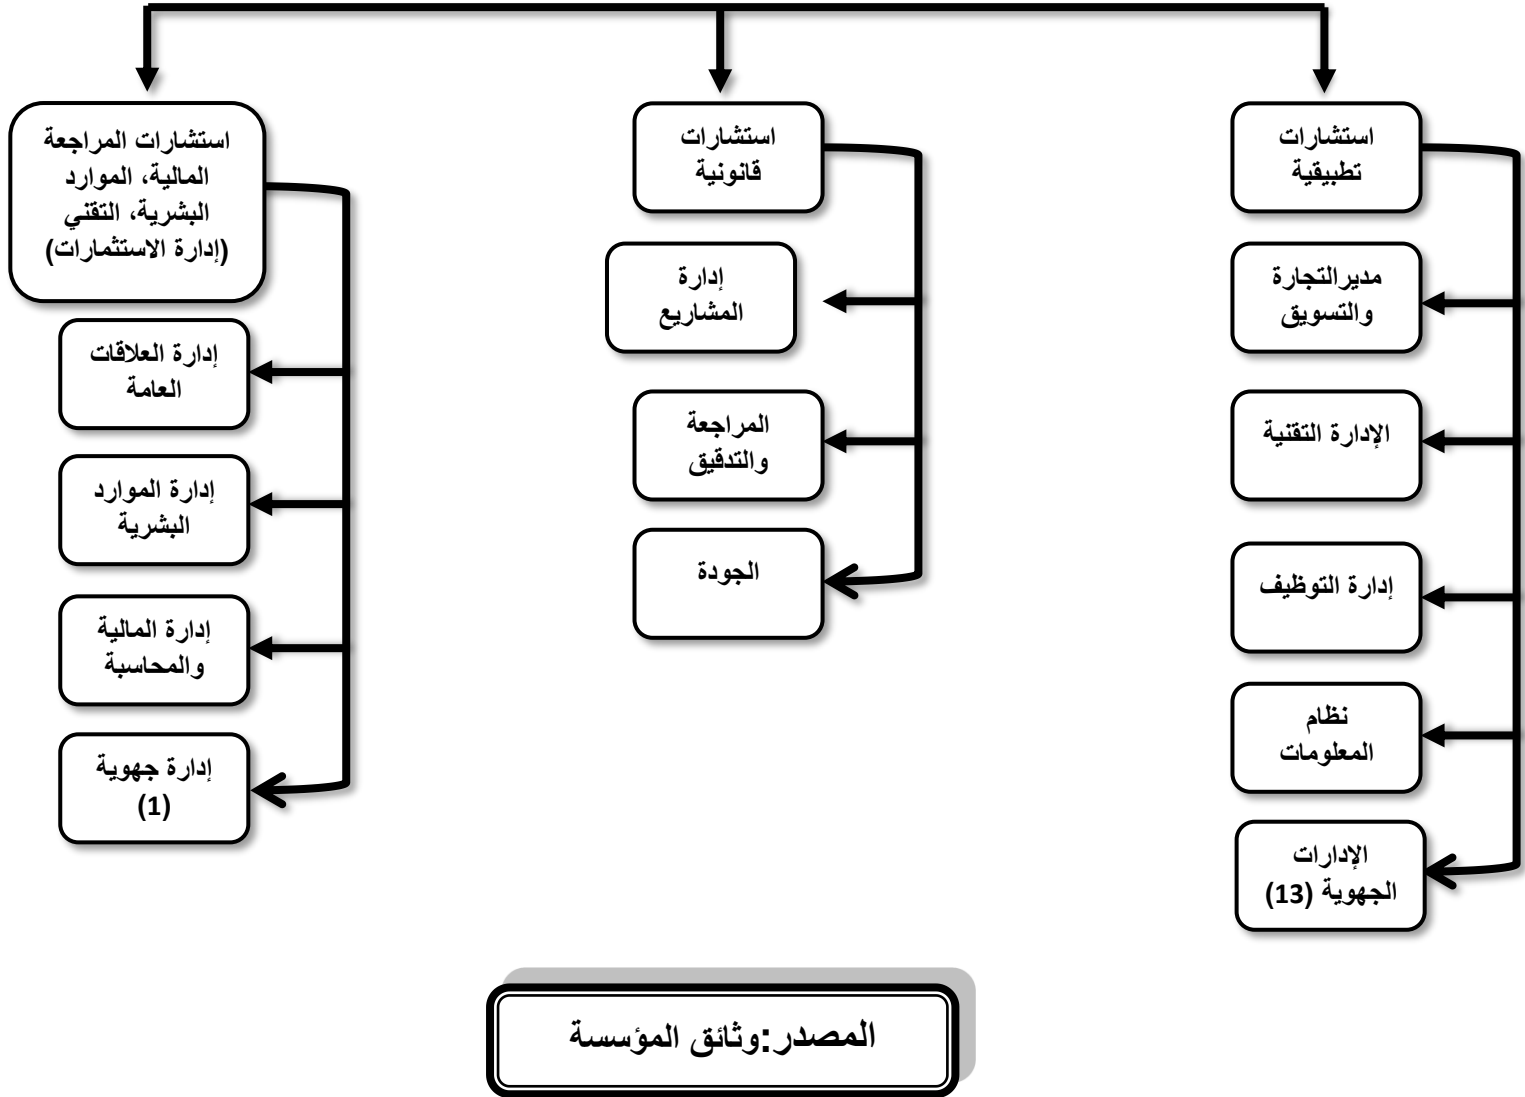 استشارات
تطبيقية
مديرالتجارة
والتسويق
الإدارة التقنية
إدارة التوظيف
نظام
المعلومات
الإدارات
الجهوية (13)
استشارات
قانونية
إدارة
المشاريع
المراجعة
والتدقيق
الجودة
استشارات المراجعة
المالية، الموارد
البشرية، التقني
(إدارة الاستثمارات)
إدارة العلاقات
العامة
إدارة الموارد
البشرية
إدارة المالية
والمحاسبة
إدارة جهوية
(1)
المصدر:وثائق المؤسسة